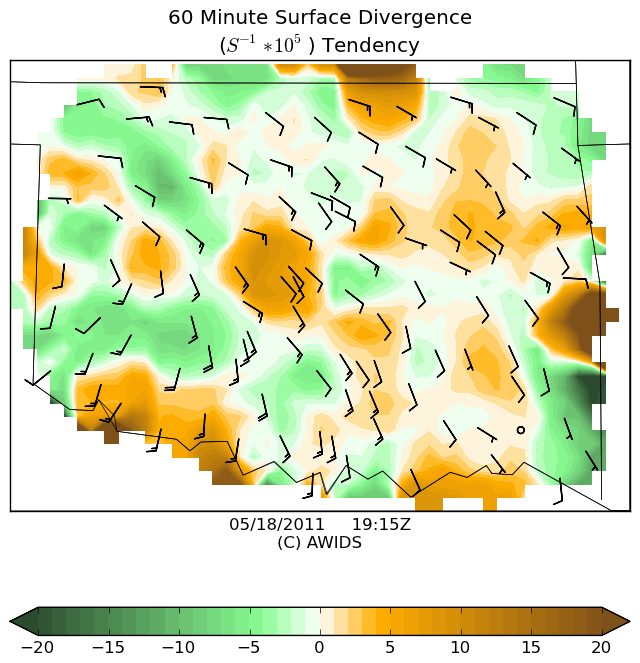 60 Minute Surface Divergence
(S⁻¹ *10⁵ ) Tendency
05/18/2011 19:15Z
(C) AWIDS
−20 −15 −10 −5 0 5 10 15 20